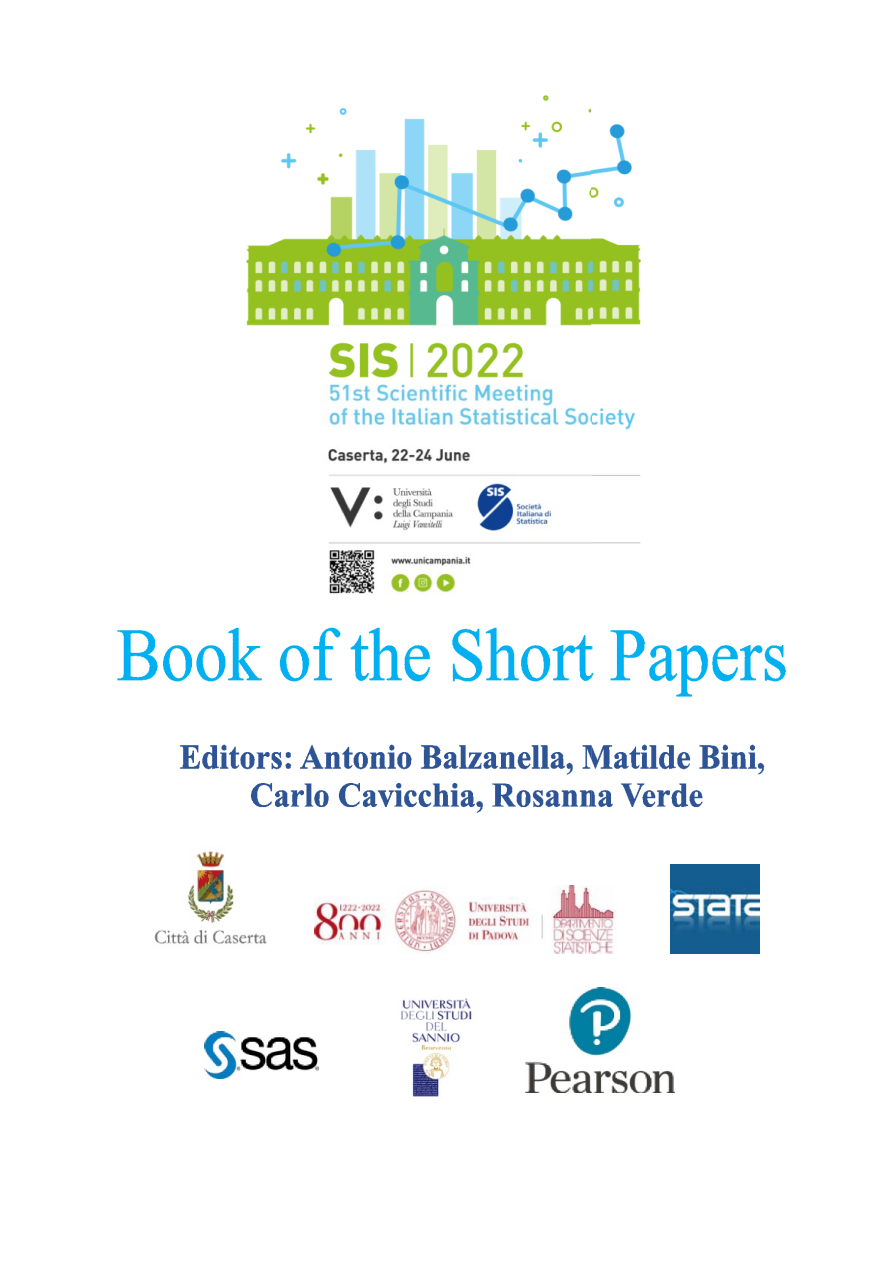 SIS | 2022
51st Scientific Meeting
of the Italian Statistical Society
Caserta, 22-24 June
V:
Università
degli Studi
della Campania
Luigi Vanvitelli
SIS
Società
Italiana di
Statistica
www.unicampania.it
Book of the Short Papers
Editors: Antonio Balzanella, Matilde Bini,
Carlo Cavicchia, Rosanna Verde
Città di Caserta
1222·2022
800
ANNI
UNIVERSITÀ
DEGLI STUDI
DI PADOVA
DIPARTIMENTO
DI SCIENZE
STATISTICHE
STATA
sas
UNIVERSITÀ
DEGLI STUDI
DEL
SANNIO
Benevento
Pearson